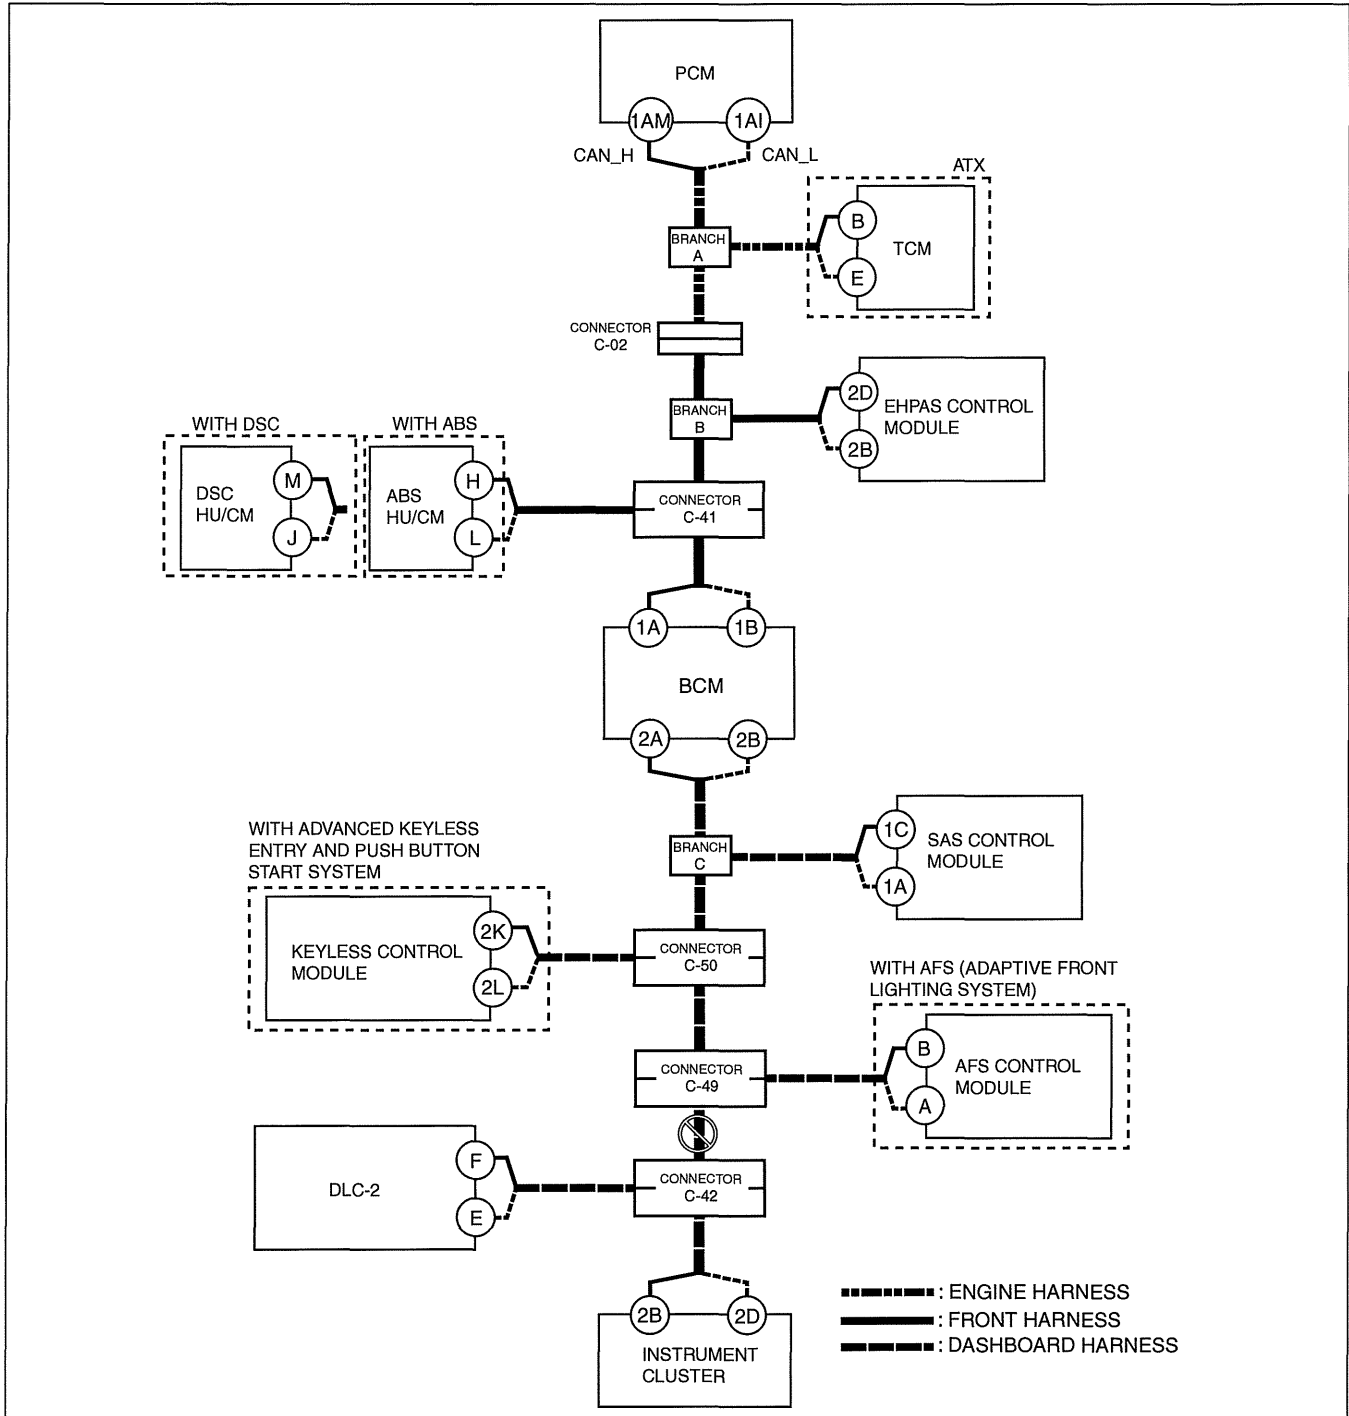 PCM
1AM
1AI
CAN_H
CAN_L
ATX
BRANCH
A
B
TCM
E
CONNECTOR
C-02
BRANCH
B
2D
EHPAS CONTROL
MODULE
2B
WITH DSC
WITH ABS
M
DSC
HU/CM
J
H
ABS
HU/CM
L
CONNECTOR
C-41
1A
1B
BCM
2A
2B
BRANCH
C
1C
SAS CONTROL
MODULE
1A
WITH ADVANCED KEYLESS
ENTRY AND PUSH BUTTON
START SYSTEM
2K
KEYLESS CONTROL
MODULE
2L
CONNECTOR
C-50
WITH AFS (ADAPTIVE FRONT
LIGHTING SYSTEM)
CONNECTOR
C-49
B
AFS CONTROL
MODULE
A
F
DLC-2
E
CONNECTOR
C-42
2B
2D
INSTRUMENT
CLUSTER
: ENGINE HARNESS
: FRONT HARNESS
: DASHBOARD HARNESS